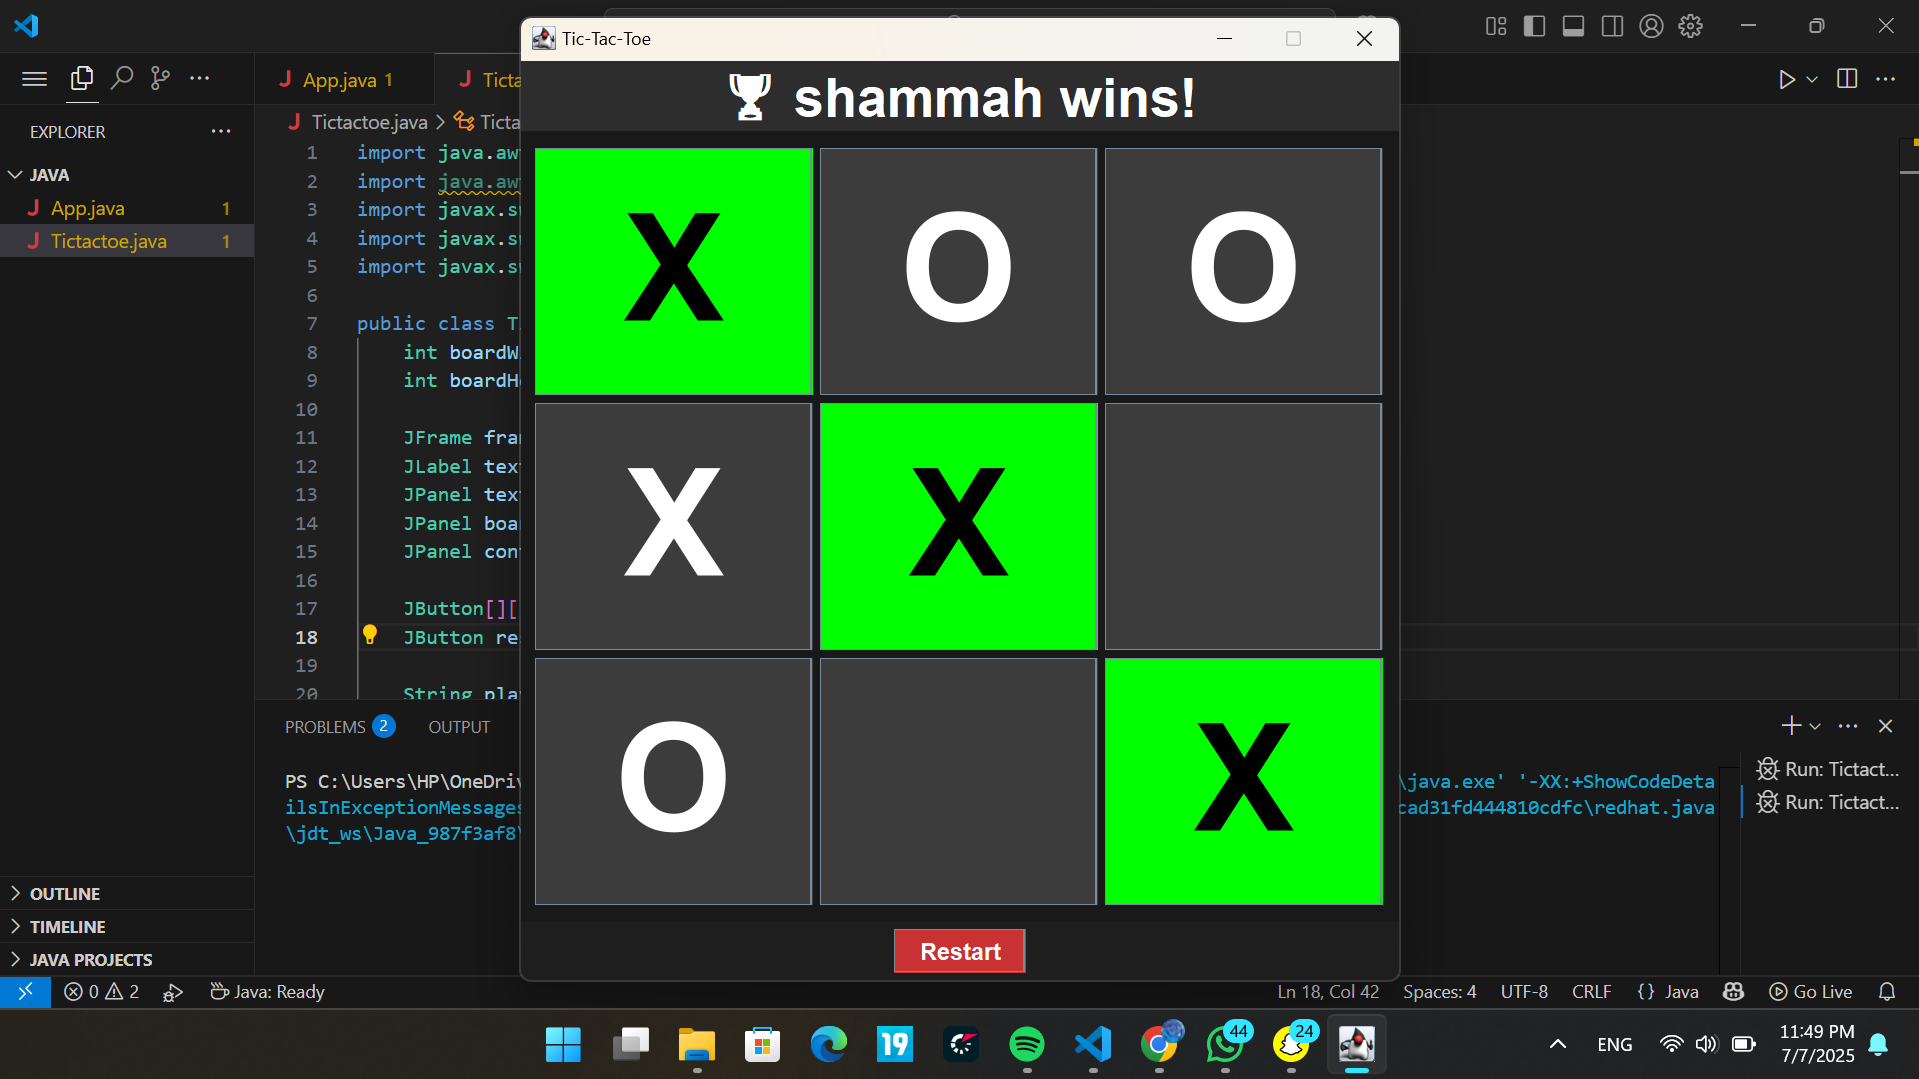 Tic-Tac-Toe
shammah wins!
X O O
X X
O X
Restart
App.java 1
Tict
EXPLORER
JAVA
App.java 1
Tictactoe.java 1
Tictactoe.java > Ticta
1 import java.aw
2 import java.aw
3 import javax.s
4 import javax.s
5 import javax.s
6
7 public class T
8 int boardW
9 int boardH
10
11 JFrame fra
12 JLabel tex
13 JPanel tex
14 JPanel boa
15 JPanel con
16
17 JButton[][
18 JButton re
19
20 String pla
PROBLEMS 2 OUTPUT
PS C:\Users\HP\OneDri
\java.exe' '-XX:+ShowCodeDeta
ilsInExceptionMessages
cad31fd444810cdfc\redhat.java
\jdt_ws\Java_987f3af8\
Run: Tictact...
Run: Tictact...
OUTLINE
TIMELINE
JAVA PROJECTS
0 2 Java: Ready
Ln 18, Col 42 Spaces: 4 UTF-8 CRLF {} Java Go Live
19
44
24
ENG
11:49 PM
7/7/2025